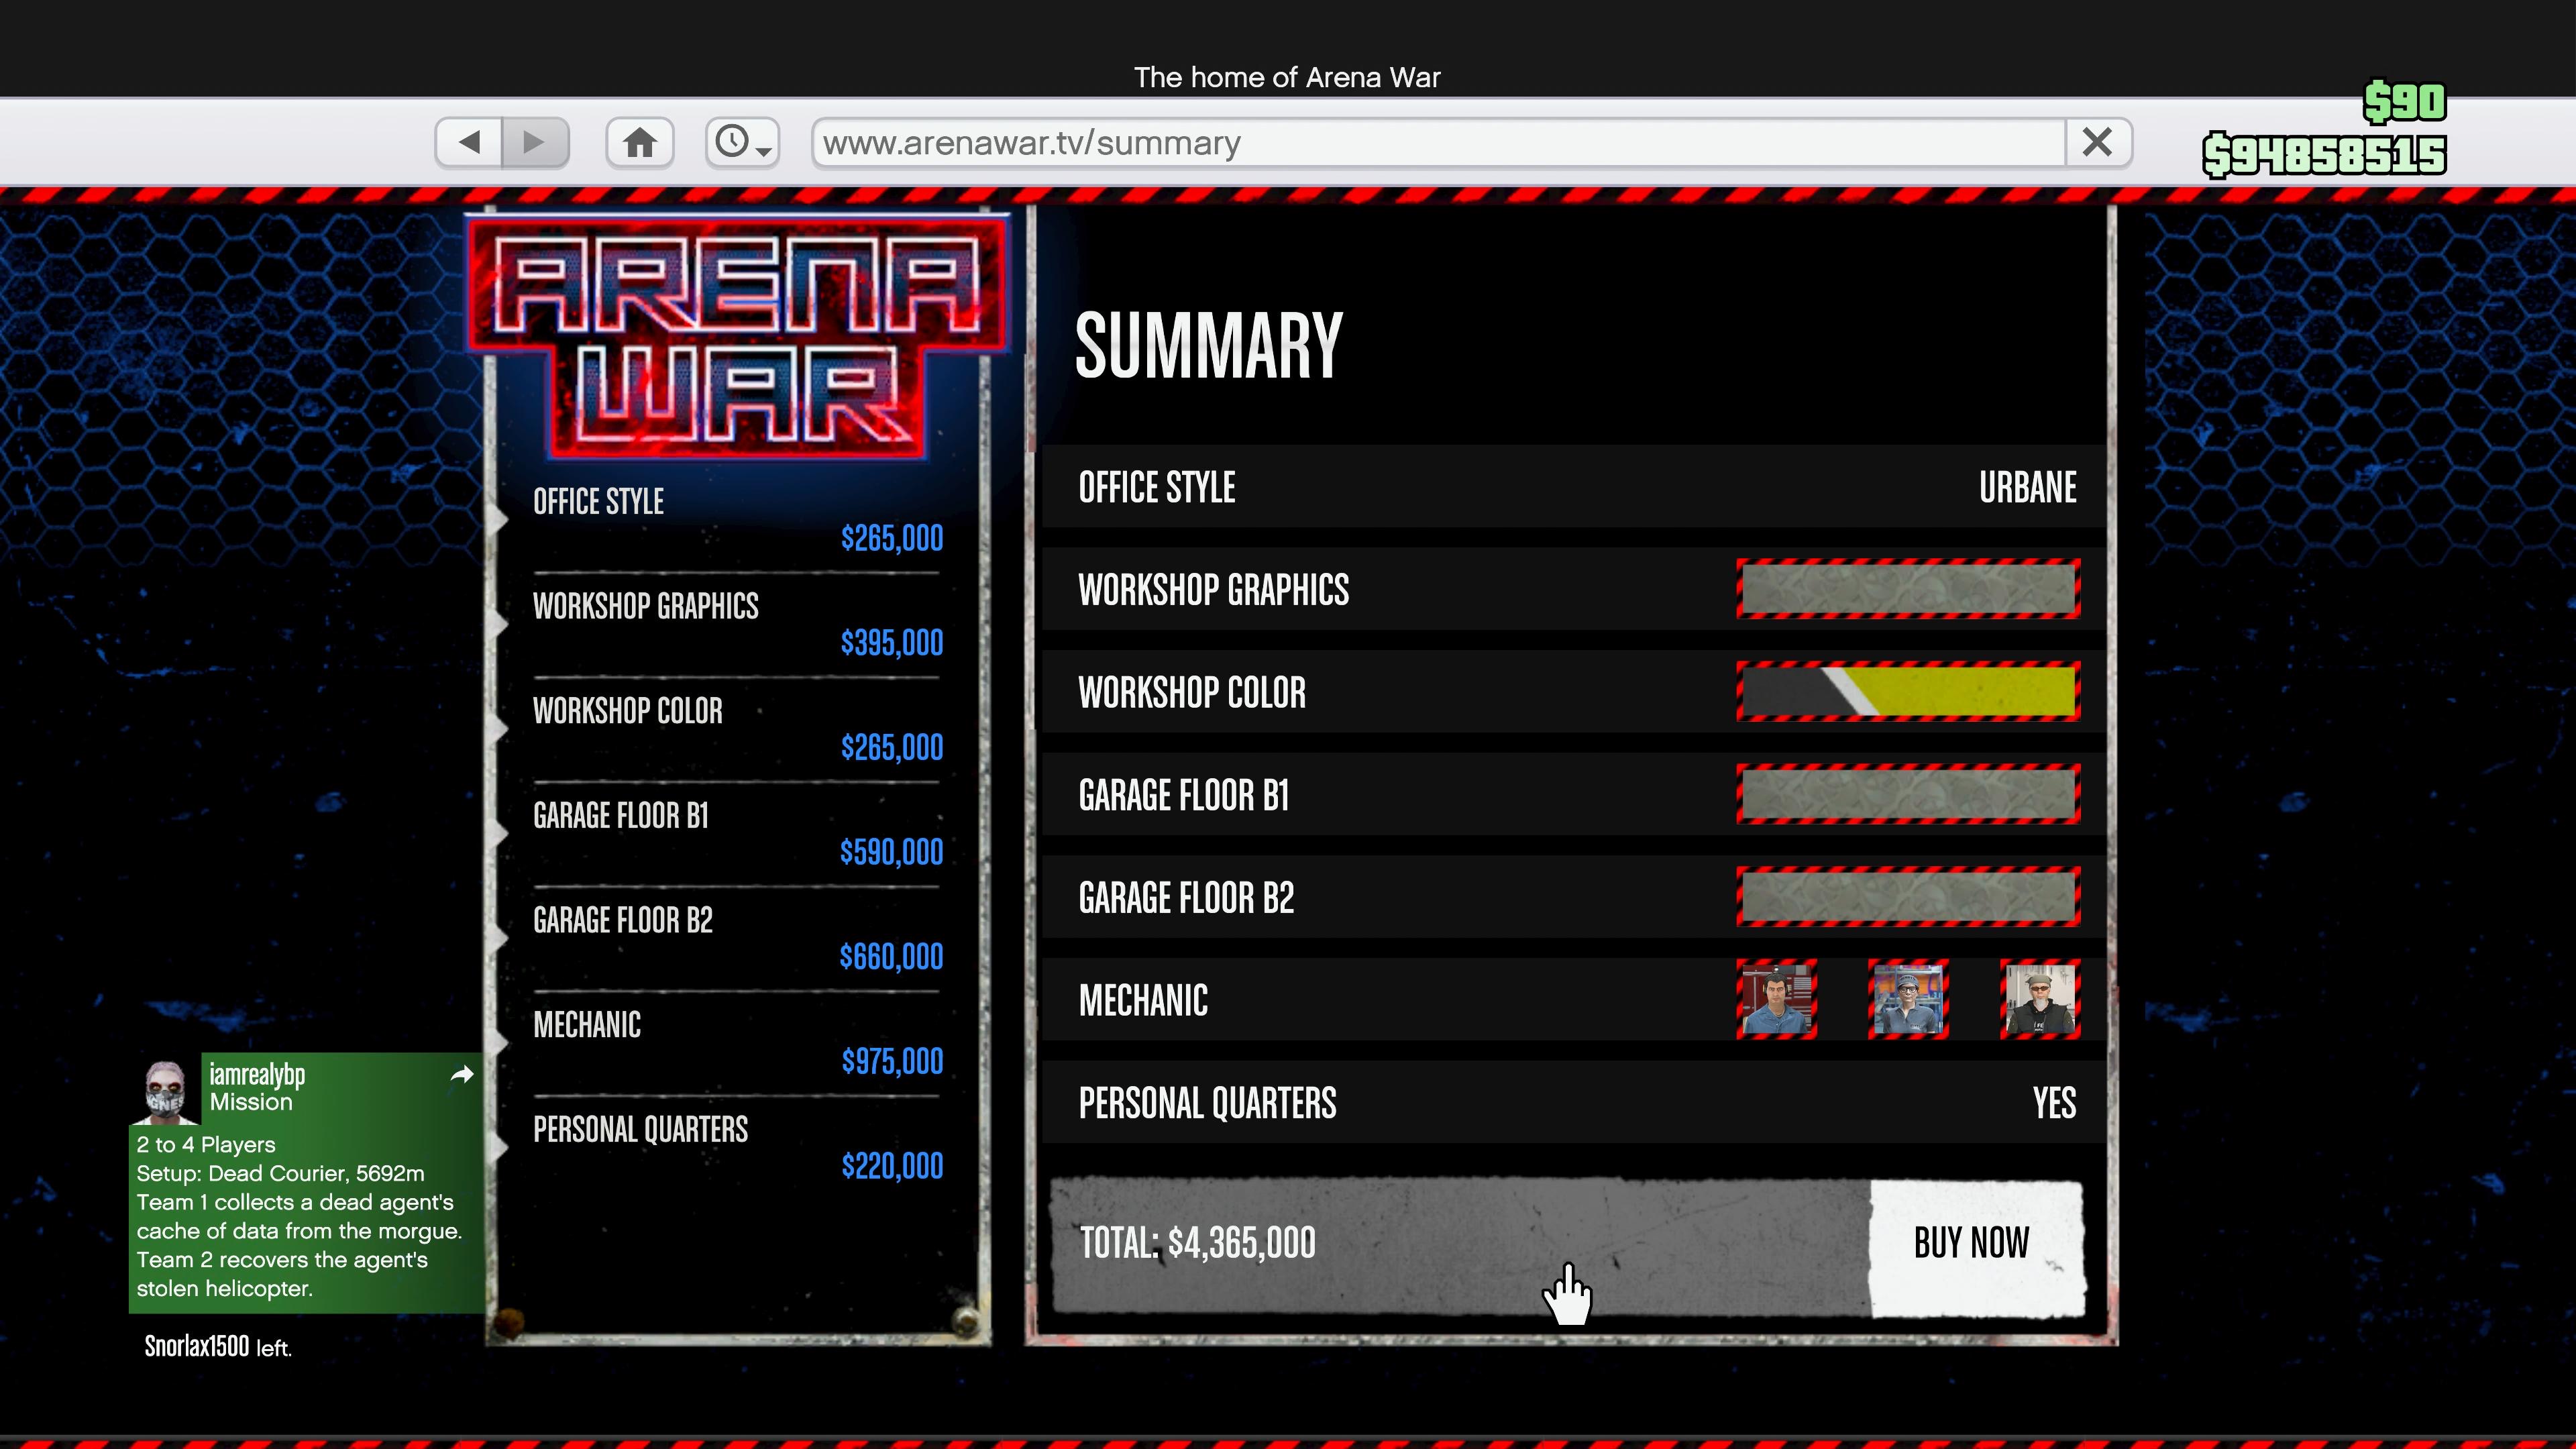 The home of Arena War
www.arenawar.tv/summary
$90
$94858515
ARENA
WAR
OFFICE STYLE
$265,000
WORKSHOP GRAPHICS
$395,000
WORKSHOP COLOR
$265,000
GARAGE FLOOR B1
$590,000
GARAGE FLOOR B2
$660,000
MECHANIC
$975,000
PERSONAL QUARTERS
$220,000
SUMMARY
OFFICE STYLE URBANE
WORKSHOP GRAPHICS
WORKSHOP COLOR
GARAGE FLOOR B1
GARAGE FLOOR B2
MECHANIC
PERSONAL QUARTERS YES
TOTAL: $4,365,000 BUY NOW
iamrealybp
Mission
2 to 4 Players
Setup: Dead Courier, 5692m
Team 1 collects a dead agent's
cache of data from the morgue.
Team 2 recovers the agent's
stolen helicopter.
Snorlax1500 left.